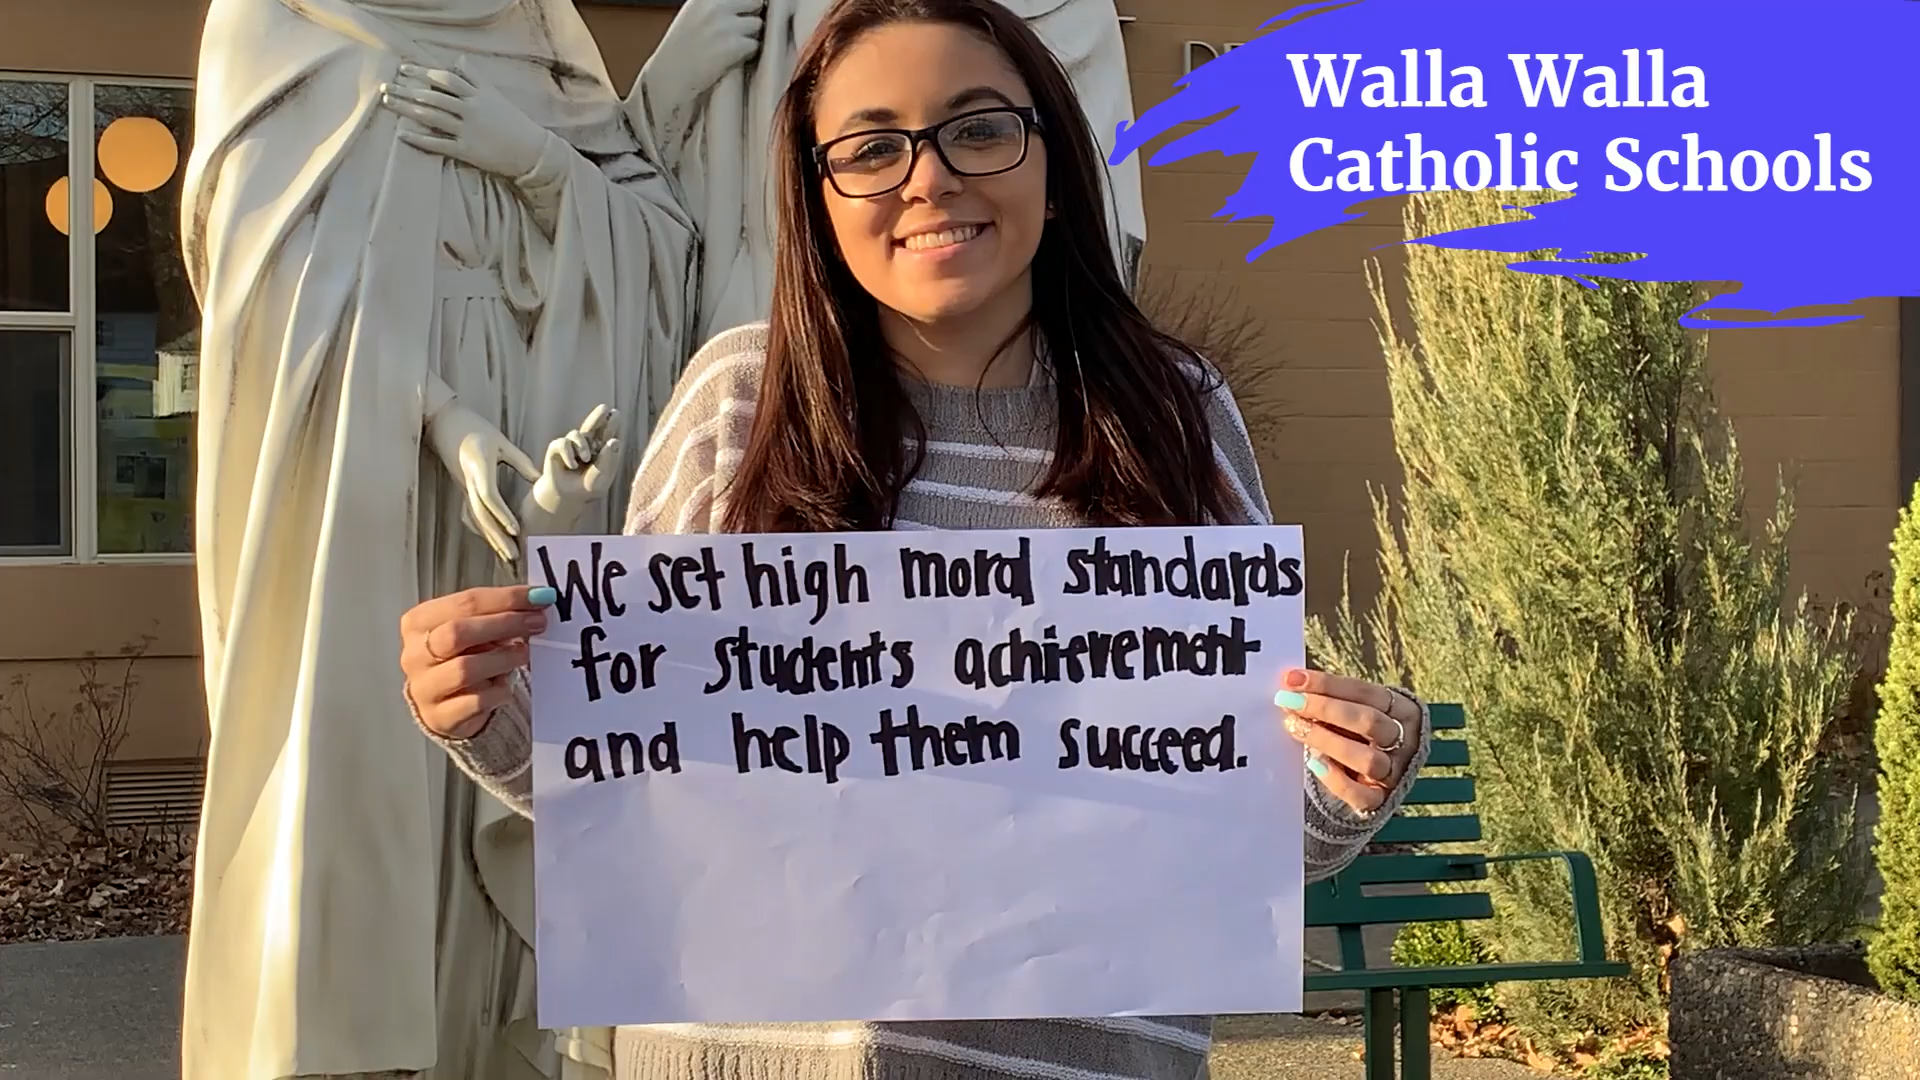 Walla Walla
Catholic Schools
We set high moral standards
for students achievement
and help them succeed.